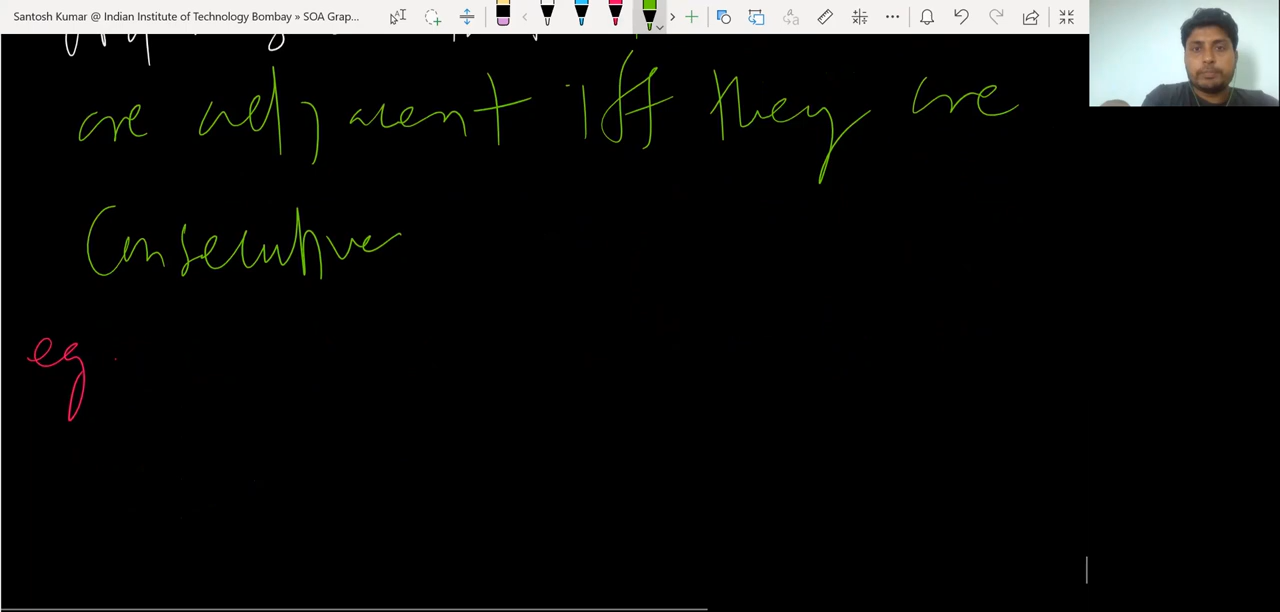 Santosh Kumar @ Indian Institute of Technology Bombay » SOA Grap...
are adjacent iff they are
Consecutive
eg.